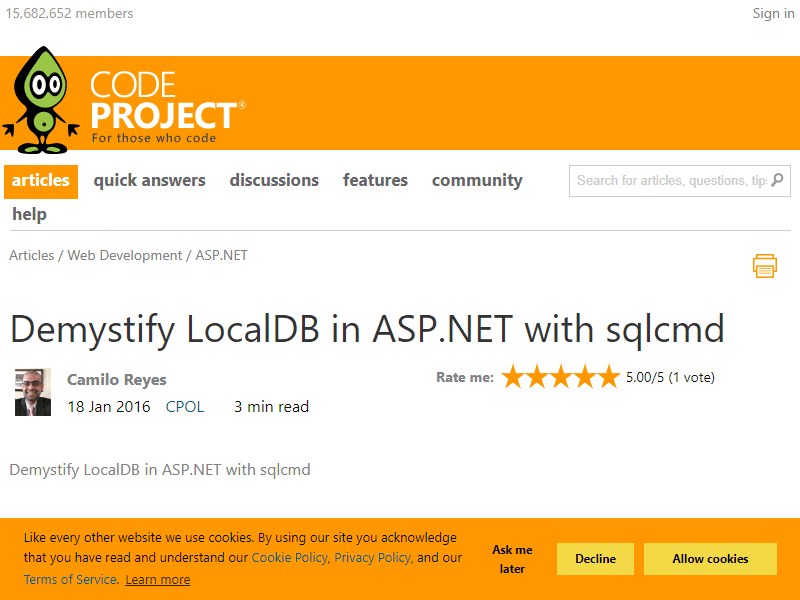 15,682,652 members
Sign in
CODE
PROJECT®
For those who code
articles quick answers discussions features community
Search for articles, questions, tips
help
Articles / Web Development / ASP.NET
Demystify LocalDB in ASP.NET with sqlcmd
Camilo Reyes
Rate me: 5.00/5 (1 vote)
18 Jan 2016 CPOL 3 min read
Demystify LocalDB in ASP.NET with sqlcmd
Like every other website we use cookies. By using our site you acknowledge
that you have read and understand our Cookie Policy, Privacy Policy, and our
Terms of Service. Learn more
Ask me
later
Decline
Allow cookies